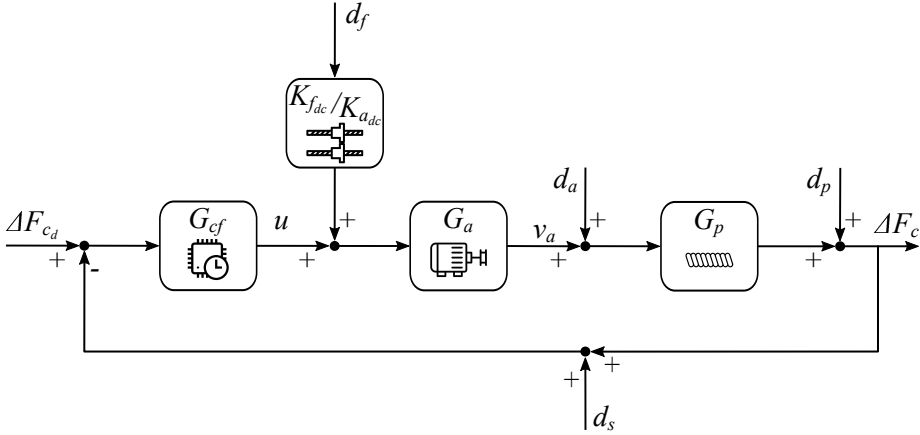 d_f
K_{f_{dc}}/K_{a_{dc}}
+
d_a
d_p
ΔF_{c_d}
G_{cf}
u
G_a
v_a
+
G_p
+
ΔF_c
+
-
+
+
+
+
+
d_s